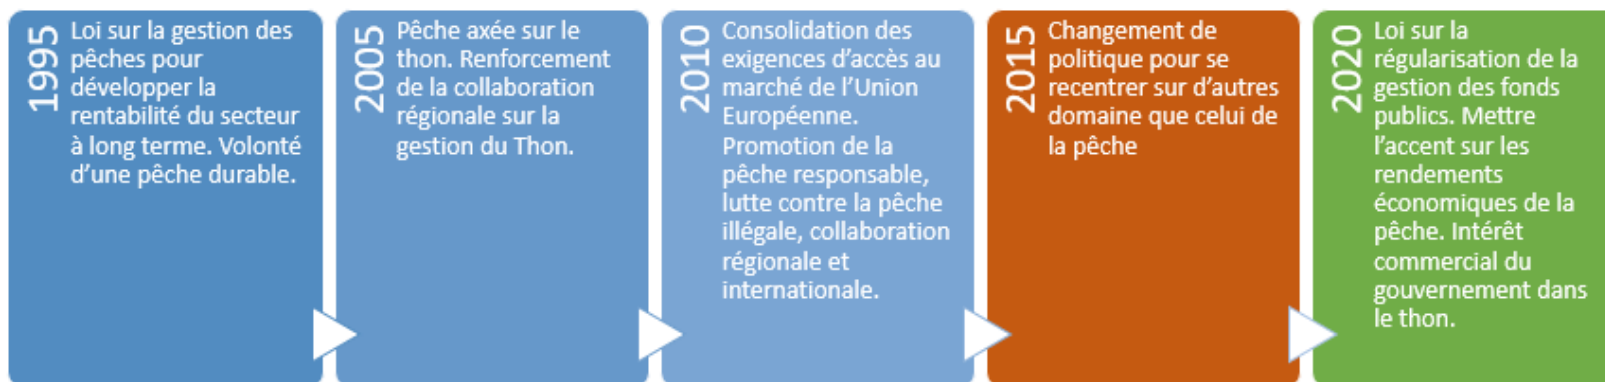 1995
Loi sur la gestion des
pêches pour
développer la
rentabilité du secteur
à long terme. Volonté
d’une pêche durable.
2005
Pêche axée sur le
thon. Renforcement
de la collaboration
régionale sur la
gestion du Thon.
2010
Consolidation des
exigences d’accès au
marché de l’Union
Européenne.
Promotion de la
pêche responsable,
lutte contre la pêche
illégale, collaboration
régionale et
internationale.
2015
Changement de
politique pour se
recentrer sur d’autres
domaine que celui de
la pêche
2020
Loi sur la
régularisation de la
gestion des fonds
publics. Mettre
l’accent sur les
rendements
économiques de la
pêche. Intérêt
commercial du
gouvernement dans
le thon.